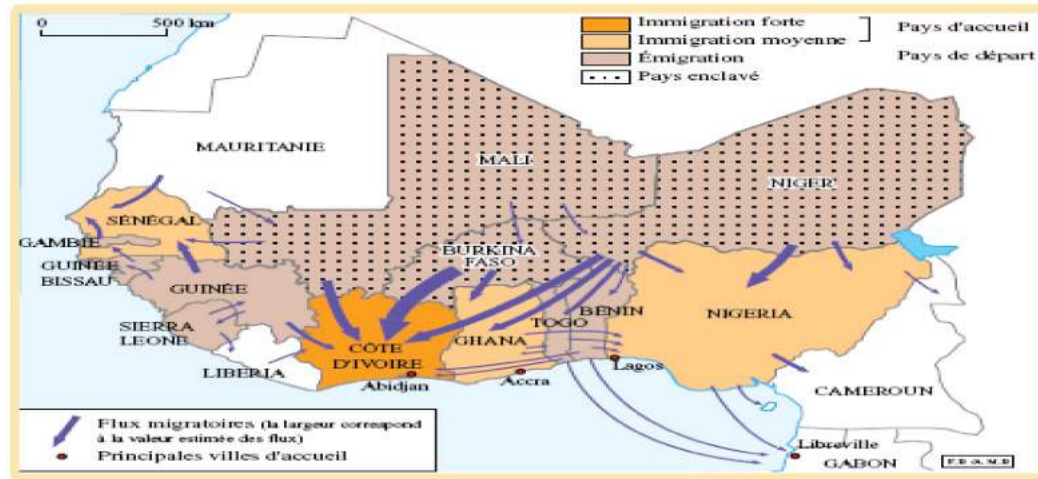 0 500 km
Immigration forte
Immigration moyenne
Pays d'accueil
Émigration
Pays de départ
Pays enclavé
MAURITANIE
MALI
NIGER
SÉNÉGAL
GAMBIE
GUINÉE
BISSAU
BURKINA
FASO
GUINÉE
SIERRA
LEONE
LIBERIA
CÔTE
D'IVOIRE
Abidjan
GHANA
Accra
TOGO
BÉNIN
Lagos
NIGERIA
CAMEROUN
Libreville
GABON
Flux migratoires (la largeur correspond
à la valeur estimée des flux)
Principales villes d'accueil